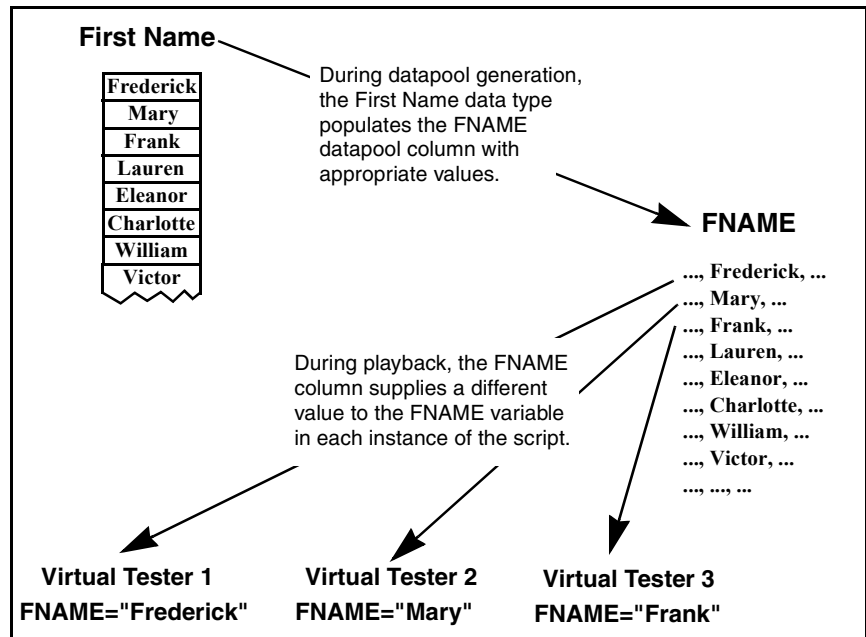 First Name
Frederick
Mary
Frank
Lauren
Eleanor
Charlotte
William
Victor
During datapool generation,
the First Name data type
populates the FNAME
datapool column with
appropriate values.
FNAME
..., Frederick, ...
..., Mary, ...
..., Frank, ...
..., Lauren, ...
..., Eleanor, ...
..., Charlotte, ...
..., William, ...
..., Victor, ...
..., ..., ...
During playback, the FNAME
column supplies a different
value to the FNAME variable
in each instance of the script.
Virtual Tester 1
FNAME="Frederick"
Virtual Tester 2
FNAME="Mary"
Virtual Tester 3
FNAME="Frank"